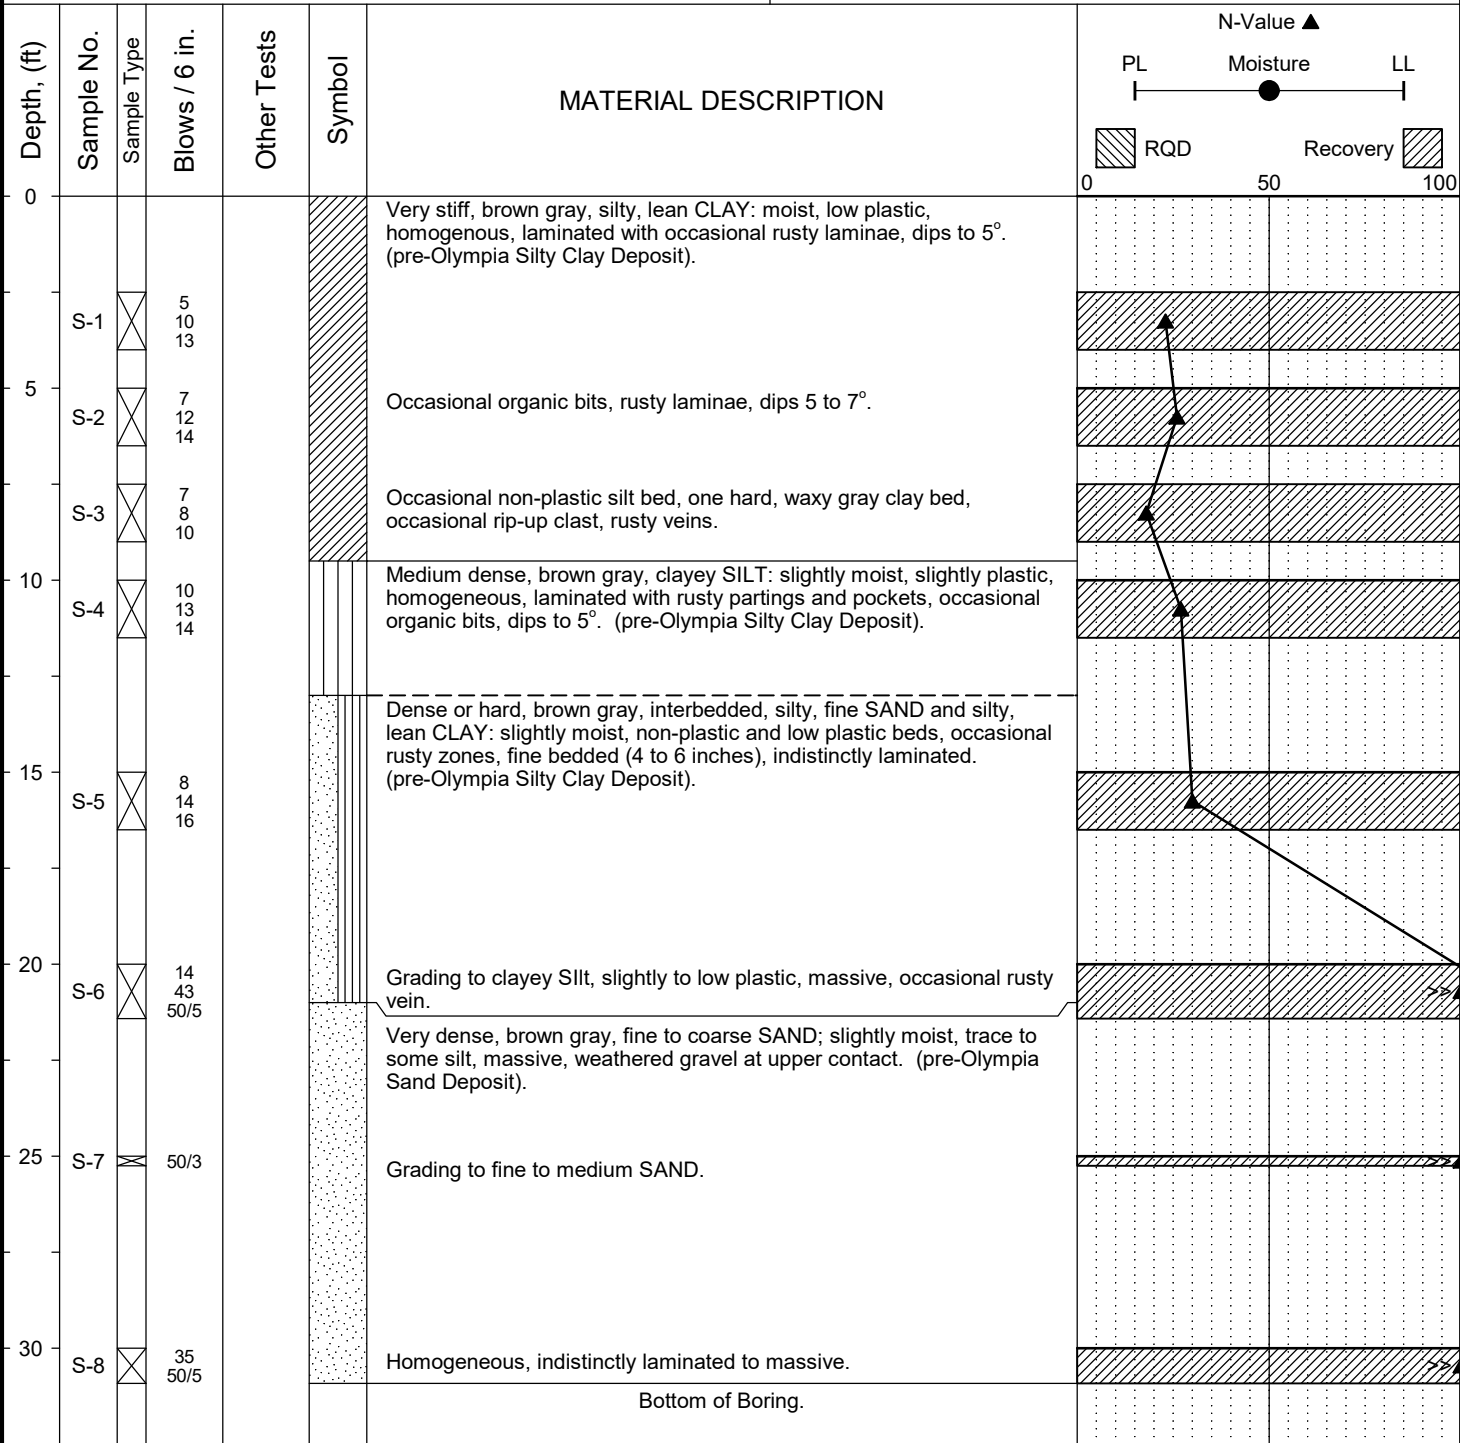 Depth, (ft)
Sample No.
Sample Type
Blows / 6 in.
Other Tests
Symbol
MATERIAL DESCRIPTION
N-Value ▲
PL Moisture LL
RQD Recovery
0 50 100
0
Very stiff, brown gray, silty, lean CLAY: moist, low plastic,
homogenous, laminated with occasional rusty laminae, dips to 5°.
(pre-Olympia Silty Clay Deposit).
S-1
5
10
13
5
S-2
7
12
14
Occasional organic bits, rusty laminae, dips 5 to 7°.
S-3
7
8
10
Occasional non-plastic silt bed, one hard, waxy gray clay bed,
occasional rip-up clast, rusty veins.
10
S-4
10
13
14
Medium dense, brown gray, clayey SILT: slightly moist, slightly plastic,
homogeneous, laminated with rusty partings and pockets, occasional
organic bits, dips to 5°. (pre-Olympia Silty Clay Deposit).
Dense or hard, brown gray, interbedded, silty, fine SAND and silty,
lean CLAY: slightly moist, non-plastic and low plastic beds, occasional
rusty zones, fine bedded (4 to 6 inches), indistinctly laminated.
(pre-Olympia Silty Clay Deposit).
15
S-5
8
14
16
20
S-6
14
43
50/5
Grading to clayey SIlt, slightly to low plastic, massive, occasional rusty
vein.
>>
Very dense, brown gray, fine to coarse SAND; slightly moist, trace to
some silt, massive, weathered gravel at upper contact. (pre-Olympia
Sand Deposit).
25
S-7
50/3
Grading to fine to medium SAND.
>>
30
S-8
35
50/5
Homogeneous, indistinctly laminated to massive.
>>
Bottom of Boring.